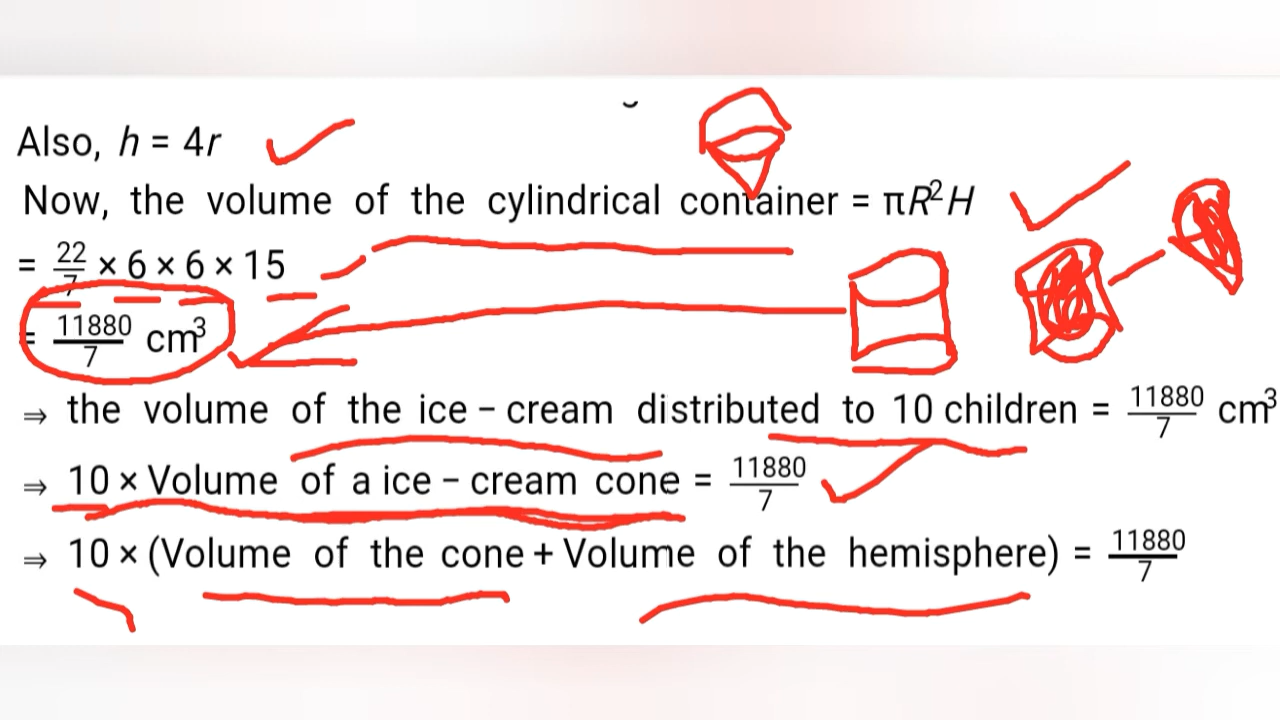 Also, h = 4r
Now, the volume of the cylindrical container = πR²H
= 22/7 × 6 × 6 × 15
= 11880/7 cm³
⇒ the volume of the ice – cream distributed to 10 children = 11880/7 cm³
⇒ 10 × Volume of a ice – cream cone = 11880/7
⇒ 10 × (Volume of the cone + Volume of the hemisphere) = 11880/7